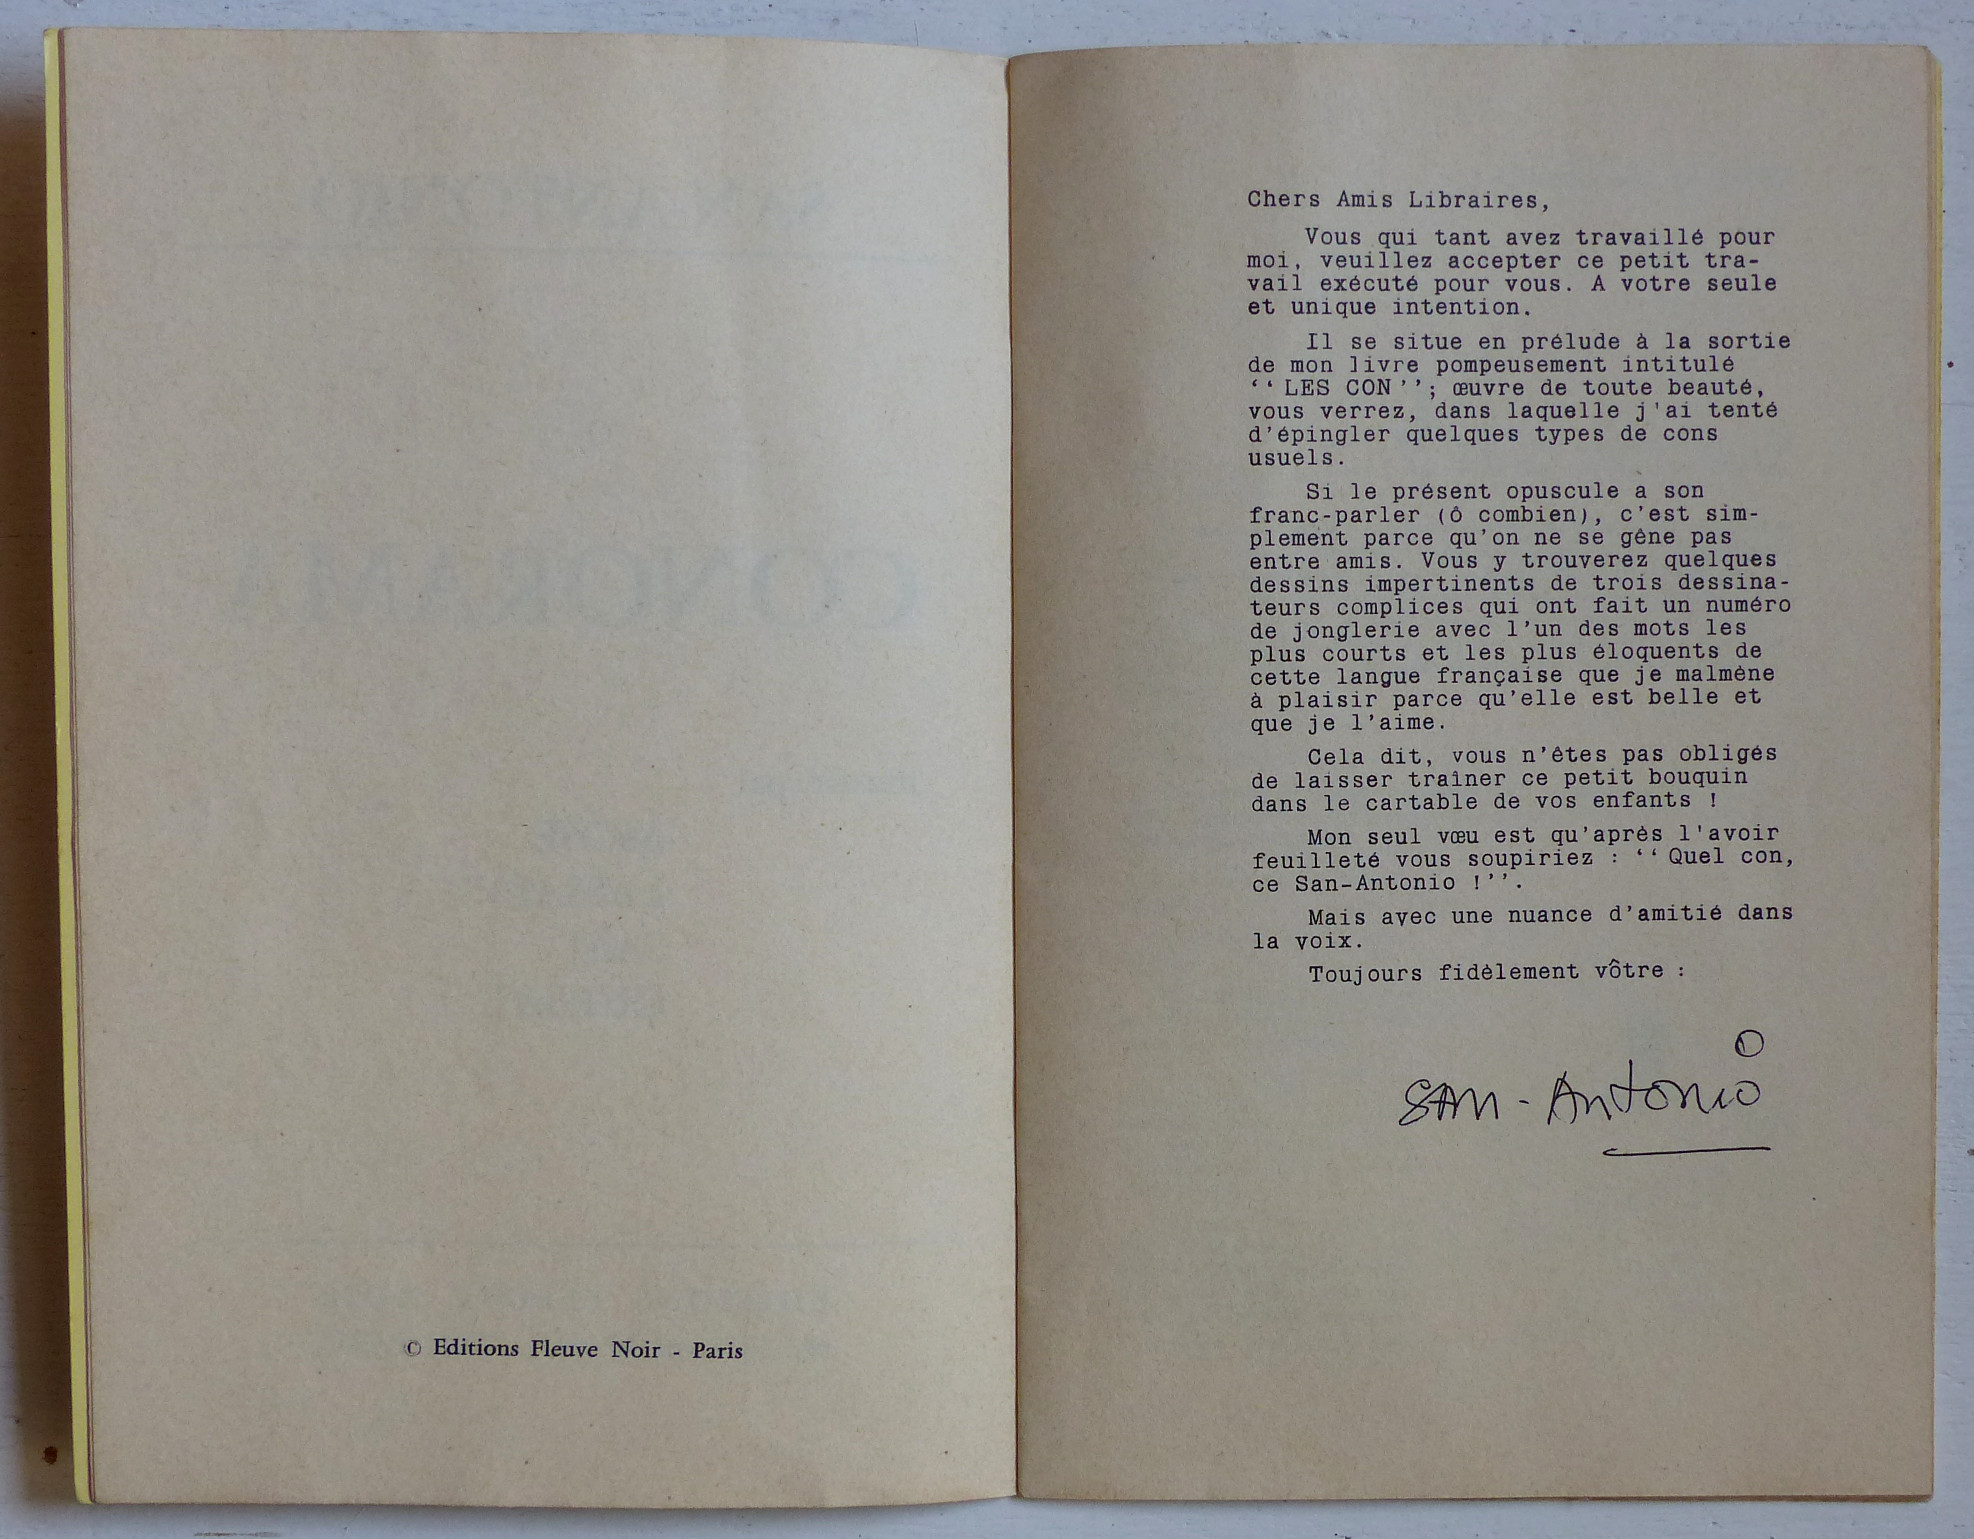 © Editions Fleuve Noir - Paris
Chers Amis Libraires,
Vous qui tant avez travaillé pour
moi, veuillez accepter ce petit tra-
vail exécuté pour vous. A votre seule
et unique intention.
Il se situe en prélude à la sortie
de mon livre pompeusement intitulé
‘‘ LES CON ’’; œuvre de toute beauté,
vous verrez, dans laquelle j'ai tenté
d’épingler quelques types de cons
usuels.
Si le présent opuscule a son
franc-parler (ô combien), c’est sim-
plement parce qu’on ne se gêne pas
entre amis. Vous y trouverez quelques
dessins impertinents de trois dessina-
teurs complices qui ont fait un numéro
de jonglerie avec l’un des mots les
plus courts et les plus éloquents de
cette langue française que je malmène
à plaisir parce qu’elle est belle et
que je l’aime.
Cela dit, vous n’êtes pas obligés
de laisser traîner ce petit bouquin
dans le cartable de vos enfants !
Mon seul vœu est qu’après l'avoir
feuilleté vous soupiriez : ‘‘ Quel con,
ce San-Antonio !’’.
Mais avec une nuance d’amitié dans
la voix.
Toujours fidèlement vôtre :
San-Antonio